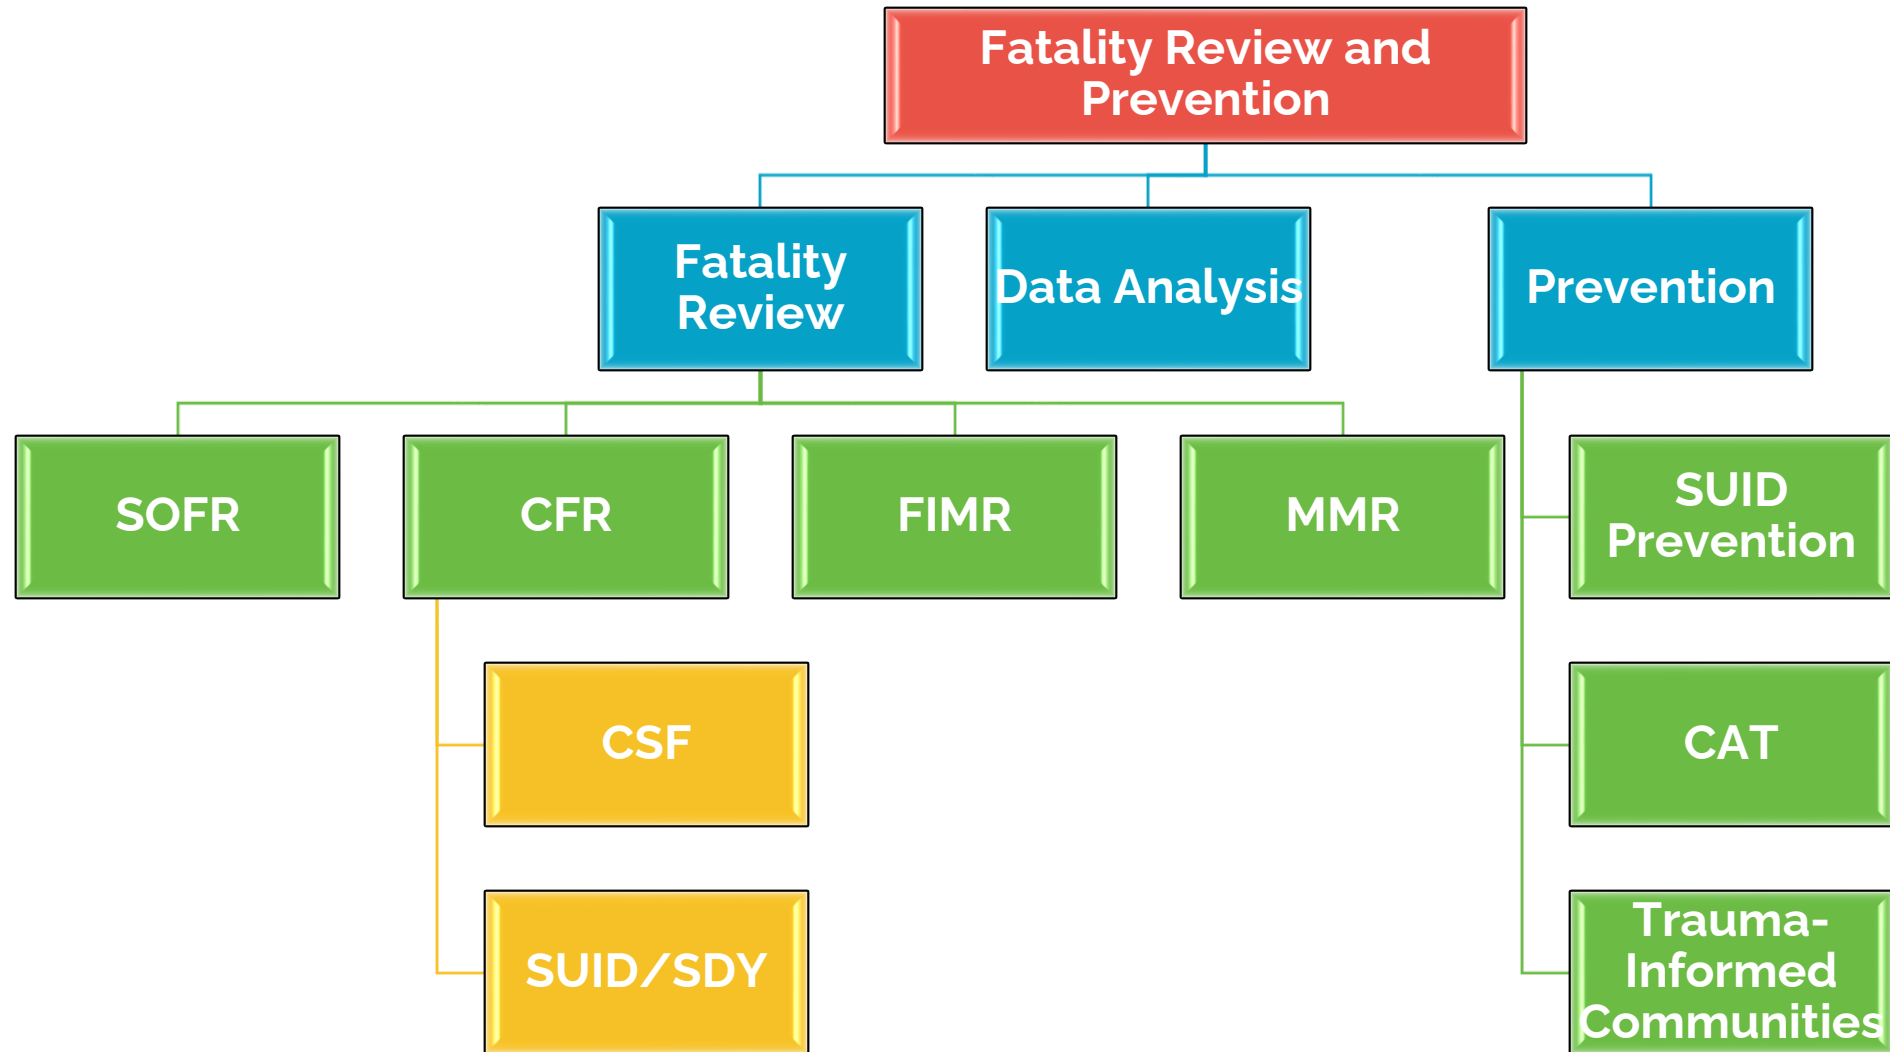 Fatality Review and
Prevention
Fatality
Review
Data Analysis
Prevention
SOFR
CFR
FIMR
MMR
SUID
Prevention
CSF
CAT
SUID/SDY
Trauma-
Informed
Communities